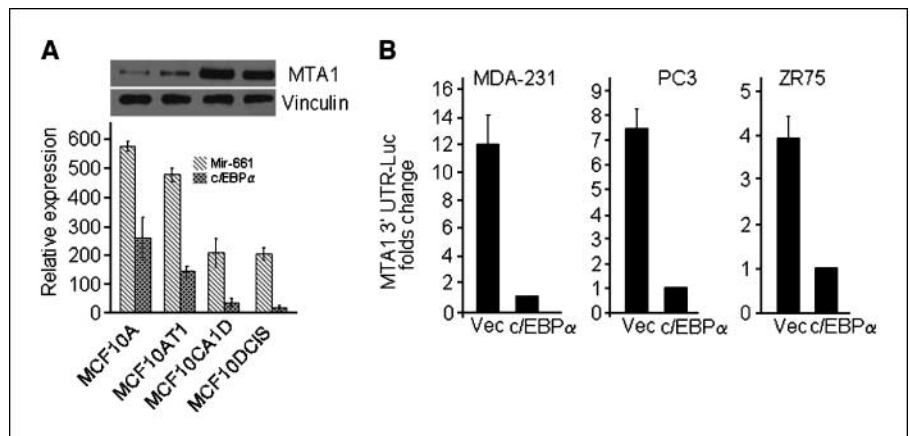 A
MTA1
Vinculin
Relative expression
600
500
400
300
200
100
0
Mir-661
c/EBPα
MCF10A
MCF10AT1
MCF10CA1D
MCF10DCIS
B
MTA1 3' UTR-Luc
folds change
MDA-231
16
14
12
10
8
6
4
2
0
Vec c/EBPα
PC3
9
8
7
6
5
4
3
2
1
0
Vec c/EBPα
ZR75
5
4
3
2
1
0
Vec c/EBPα